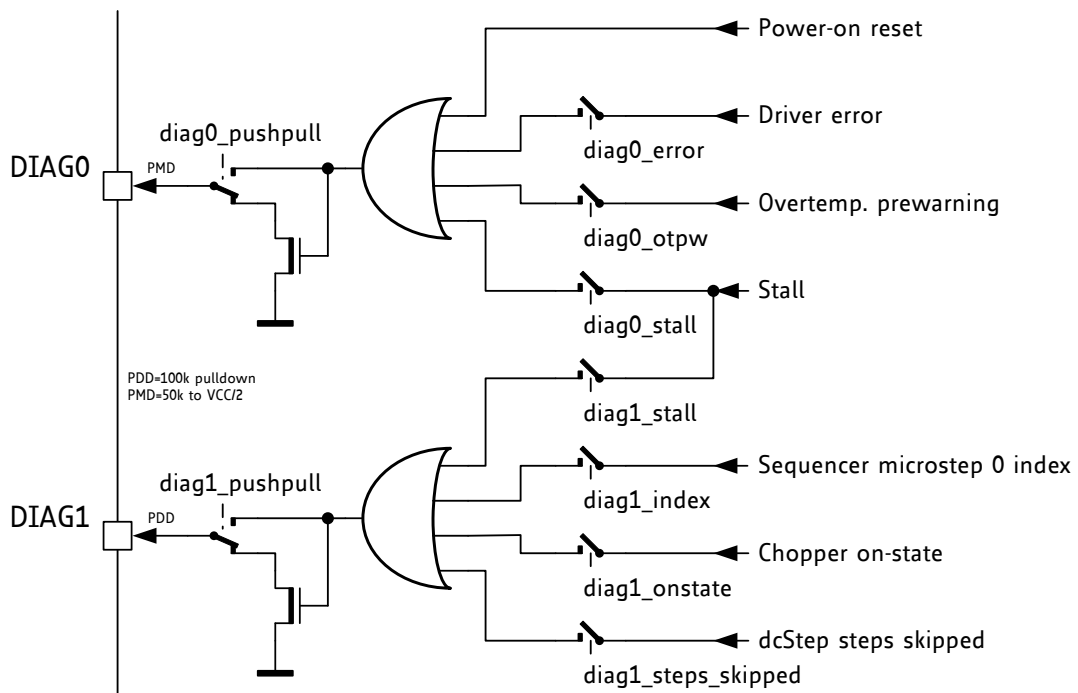 Power-on reset
Driver error
diag0_pushpull
diag0_error
DIAG0
PMD
Overtemp. prewarning
diag0_otpw
Stall
diag0_stall
PDD=100k pulldown
PMD=50k to VCC/2
diag1_stall
Sequencer microstep 0 index
diag1_pushpull
diag1_index
DIAG1
PDD
Chopper on-state
diag1_onstate
dcStep steps skipped
diag1_steps_skipped